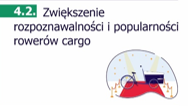 4.2. Zwiększenie
rozpoznawalności i popularności
rowerów cargo